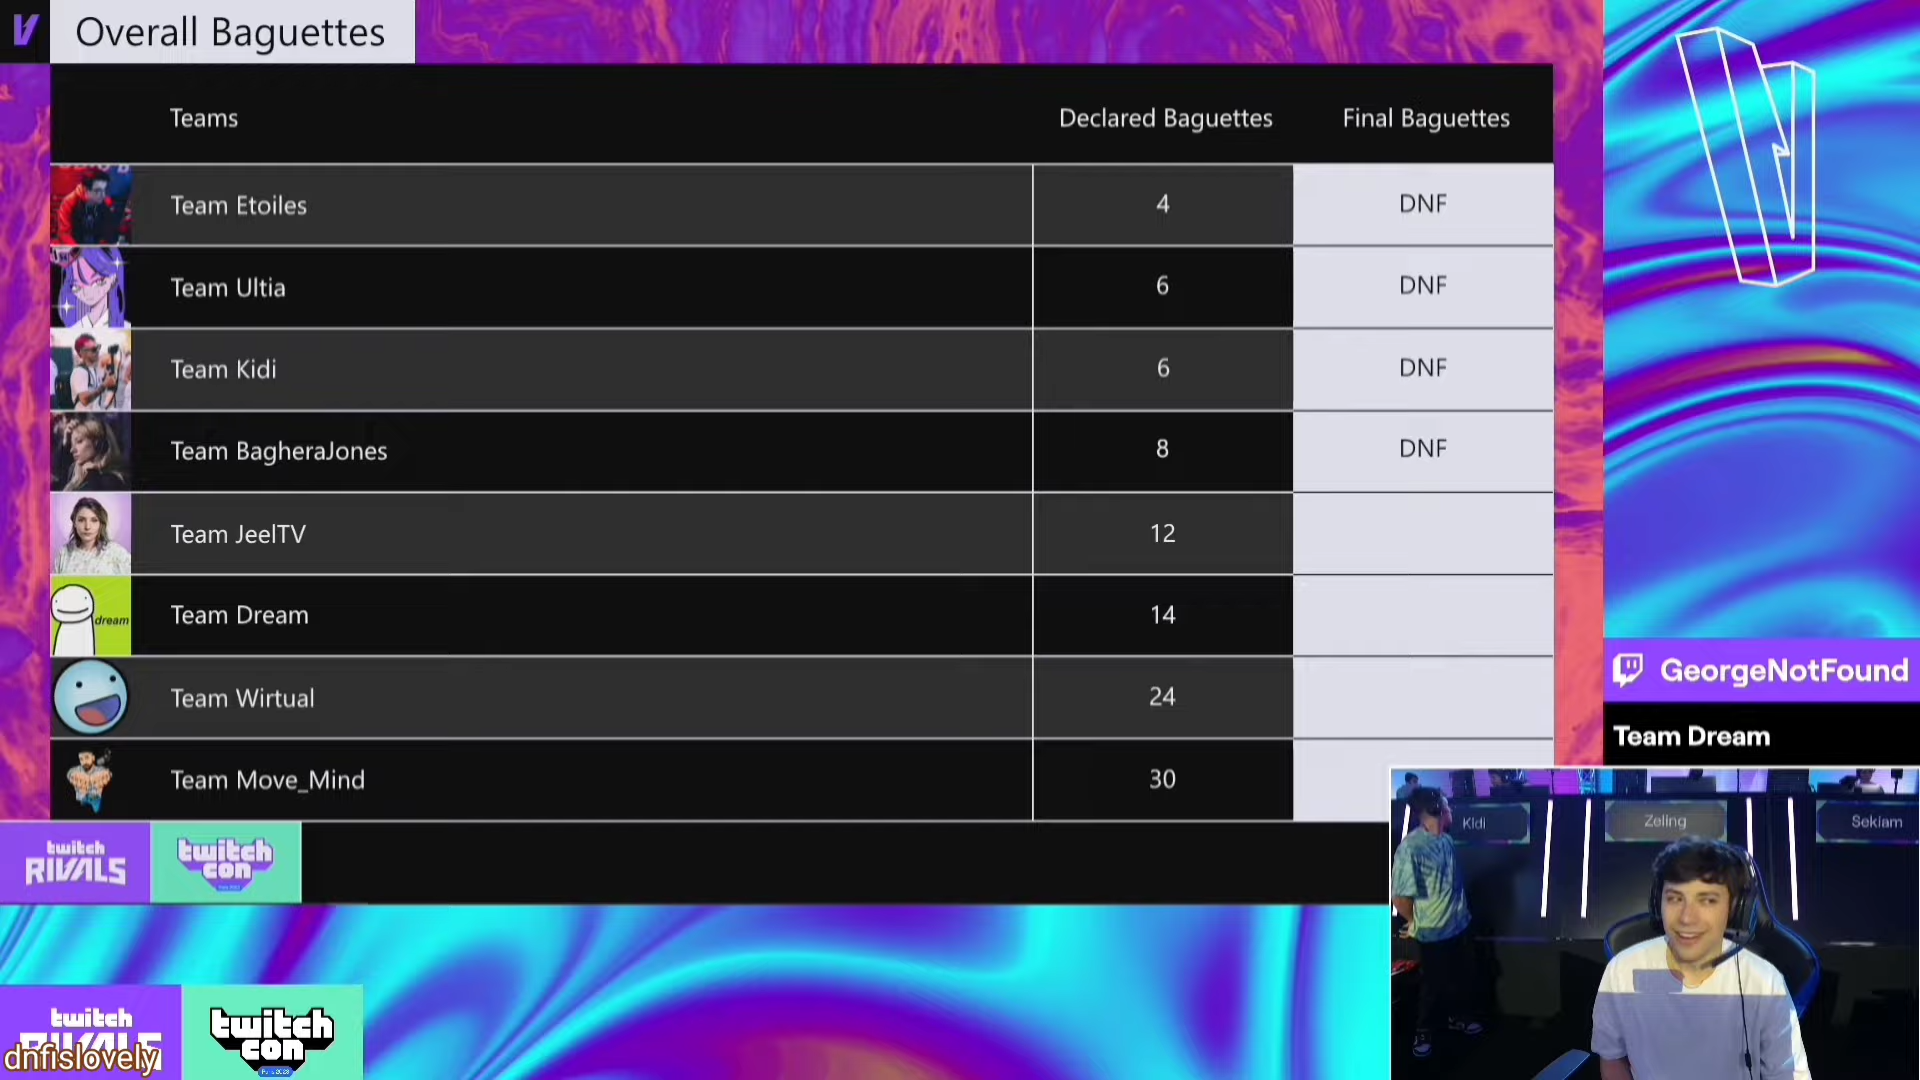 Overall Baguettes
Teams Declared Baguettes Final Baguettes
Team Etoiles 4 DNF
Team Ultia 6 DNF
Team Kidi 6 DNF
Team BagheraJones 8 DNF
Team JeelTV 12
Team Dream 14
dream
Team Wirtual 24
Team Move_Mind 30
GeorgeNotFound
Team Dream
Kidi Zeling Sekiam
twitch
RIVALS
twitch
con
twitch
RIVALS
twitch
con
dnfislovely